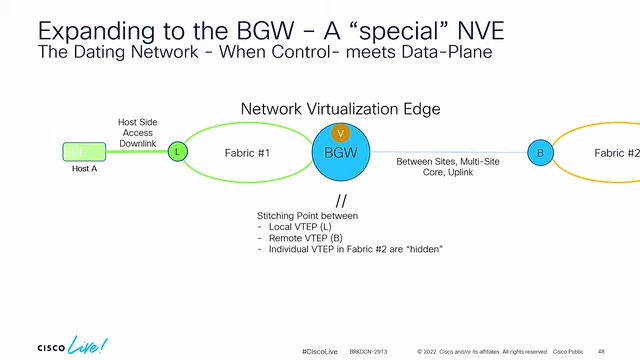 Expanding to the BGW – A “special” NVE
The Dating Network – When Control- meets Data-Plane
Network Virtualization Edge
Host Side
Access
Downlink
Host A
L
Fabric #1
V
BGW
Between Sites, Multi-Site
Core, Uplink
B
Fabric #2
//
Stitching Point between
- Local VTEP (L)
- Remote VTEP (B)
- Individual VTEP in Fabric #2 are “hidden”
CISCO Live!
#CiscoLive
BRKDCN-2913
© 2022 Cisco and/or its affiliates. All rights reserved. Cisco Public
48